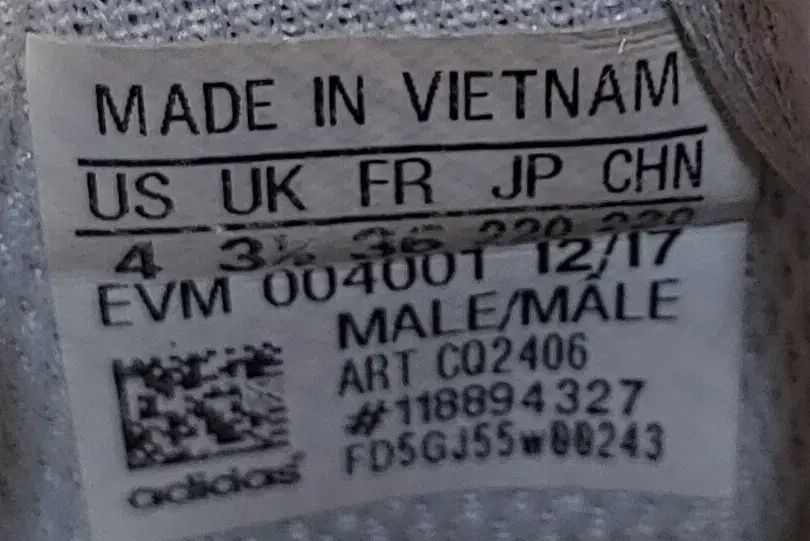 MADE IN VIETNAM
US UK FR JP CHN
4 3½ 36 220 220
EVM 004001 12/17
MALE/MÂLE
ART CQ2406
#118894327
FD5GJ55w00243
adidas